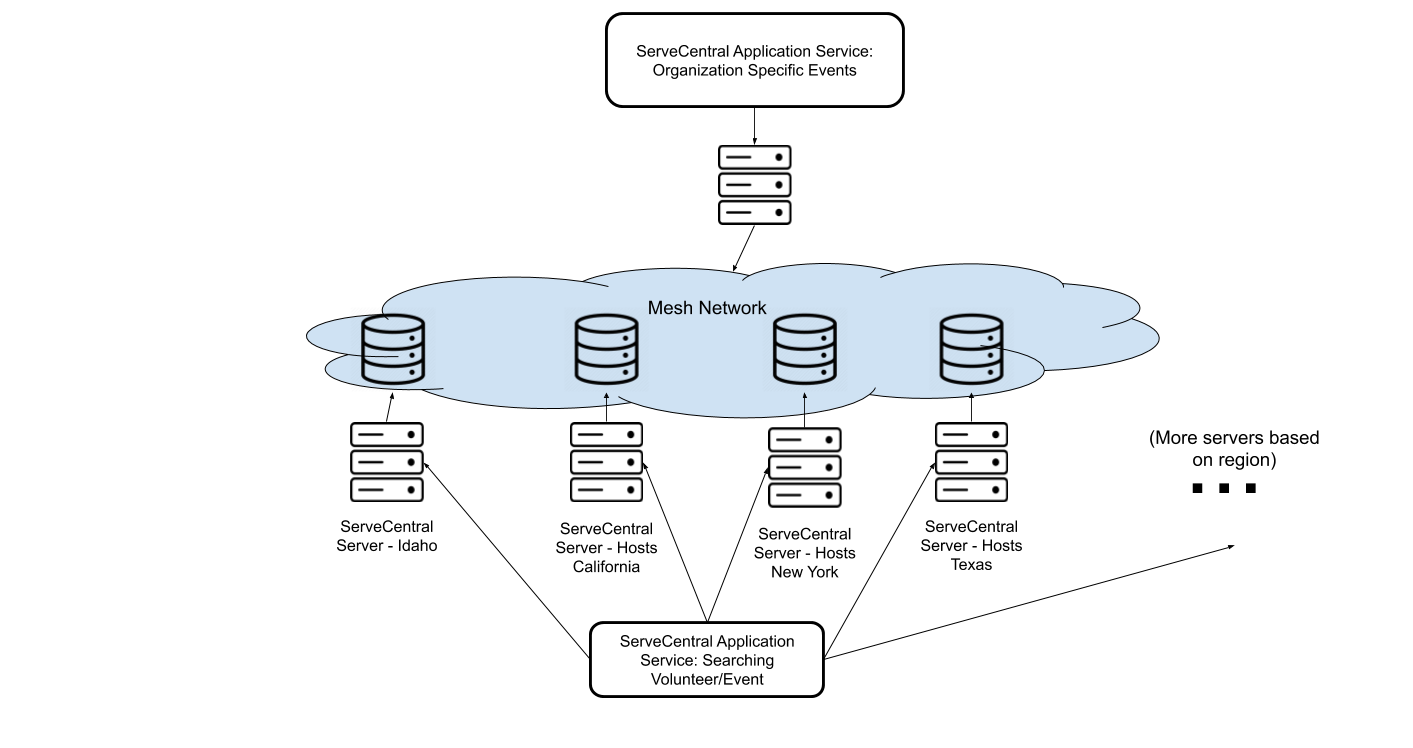 ServeCentral Application Service:
Organization Specific Events
Mesh Network
(More servers based
on region)
ServeCentral
Server - Idaho
ServeCentral
Server - Hosts
California
ServeCentral
Server - Hosts
New York
ServeCentral
Server - Hosts
Texas
ServeCentral Application
Service: Searching
Volunteer/Event